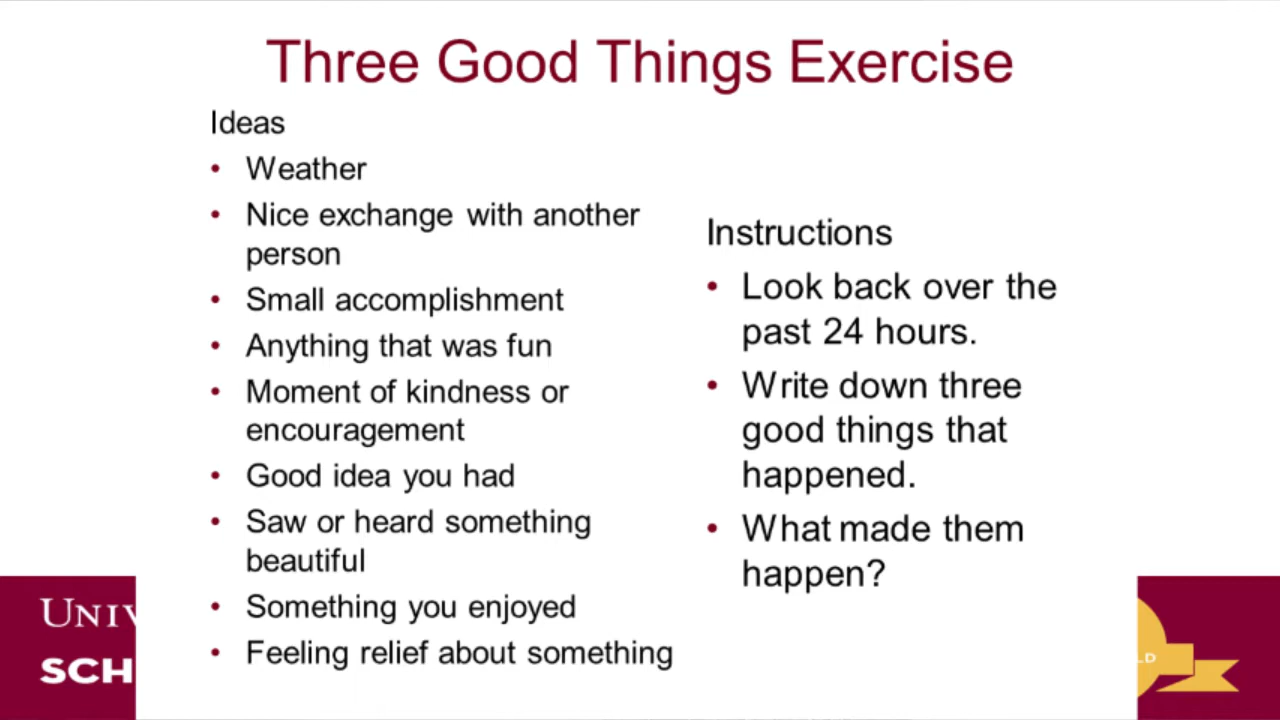 Three Good Things Exercise
Ideas
• Weather
• Nice exchange with another
person
• Small accomplishment
• Anything that was fun
• Moment of kindness or
encouragement
• Good idea you had
• Saw or heard something
beautiful
• Something you enjoyed
• Feeling relief about something
Instructions
• Look back over the
past 24 hours.
• Write down three
good things that
happened.
• What made them
happen?
SCH